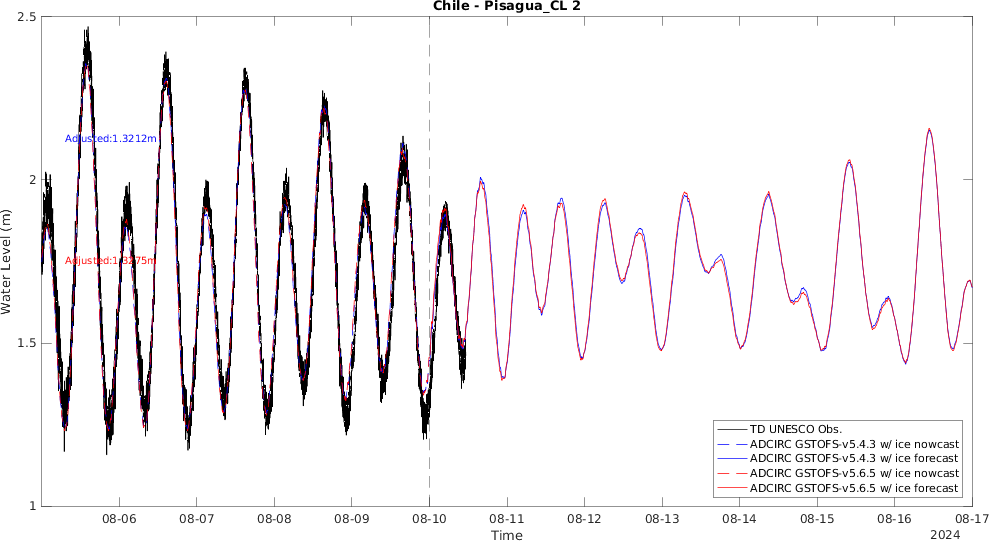 Chile - Pisagua_CL 2
Water Level (m)
2.5
2
1.5
1
Adjusted:1.3212m
Adjusted:1.3275m
TD UNESCO Obs.
ADCIRC GSTOFS-v5.4.3 w/ ice nowcast
ADCIRC GSTOFS-v5.4.3 w/ ice forecast
ADCIRC GSTOFS-v5.6.5 w/ ice nowcast
ADCIRC GSTOFS-v5.6.5 w/ ice forecast
08-06 08-07 08-08 08-09 08-10 08-11 08-12 08-13 08-14 08-15 08-16 08-17
Time
2024